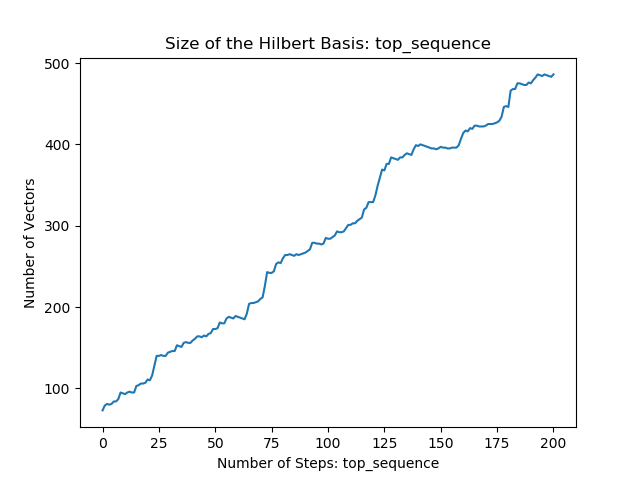 Size of the Hilbert Basis: top_sequence
Number of Vectors
500
400
300
200
100
0 25 50 75 100 125 150 175 200
Number of Steps: top_sequence